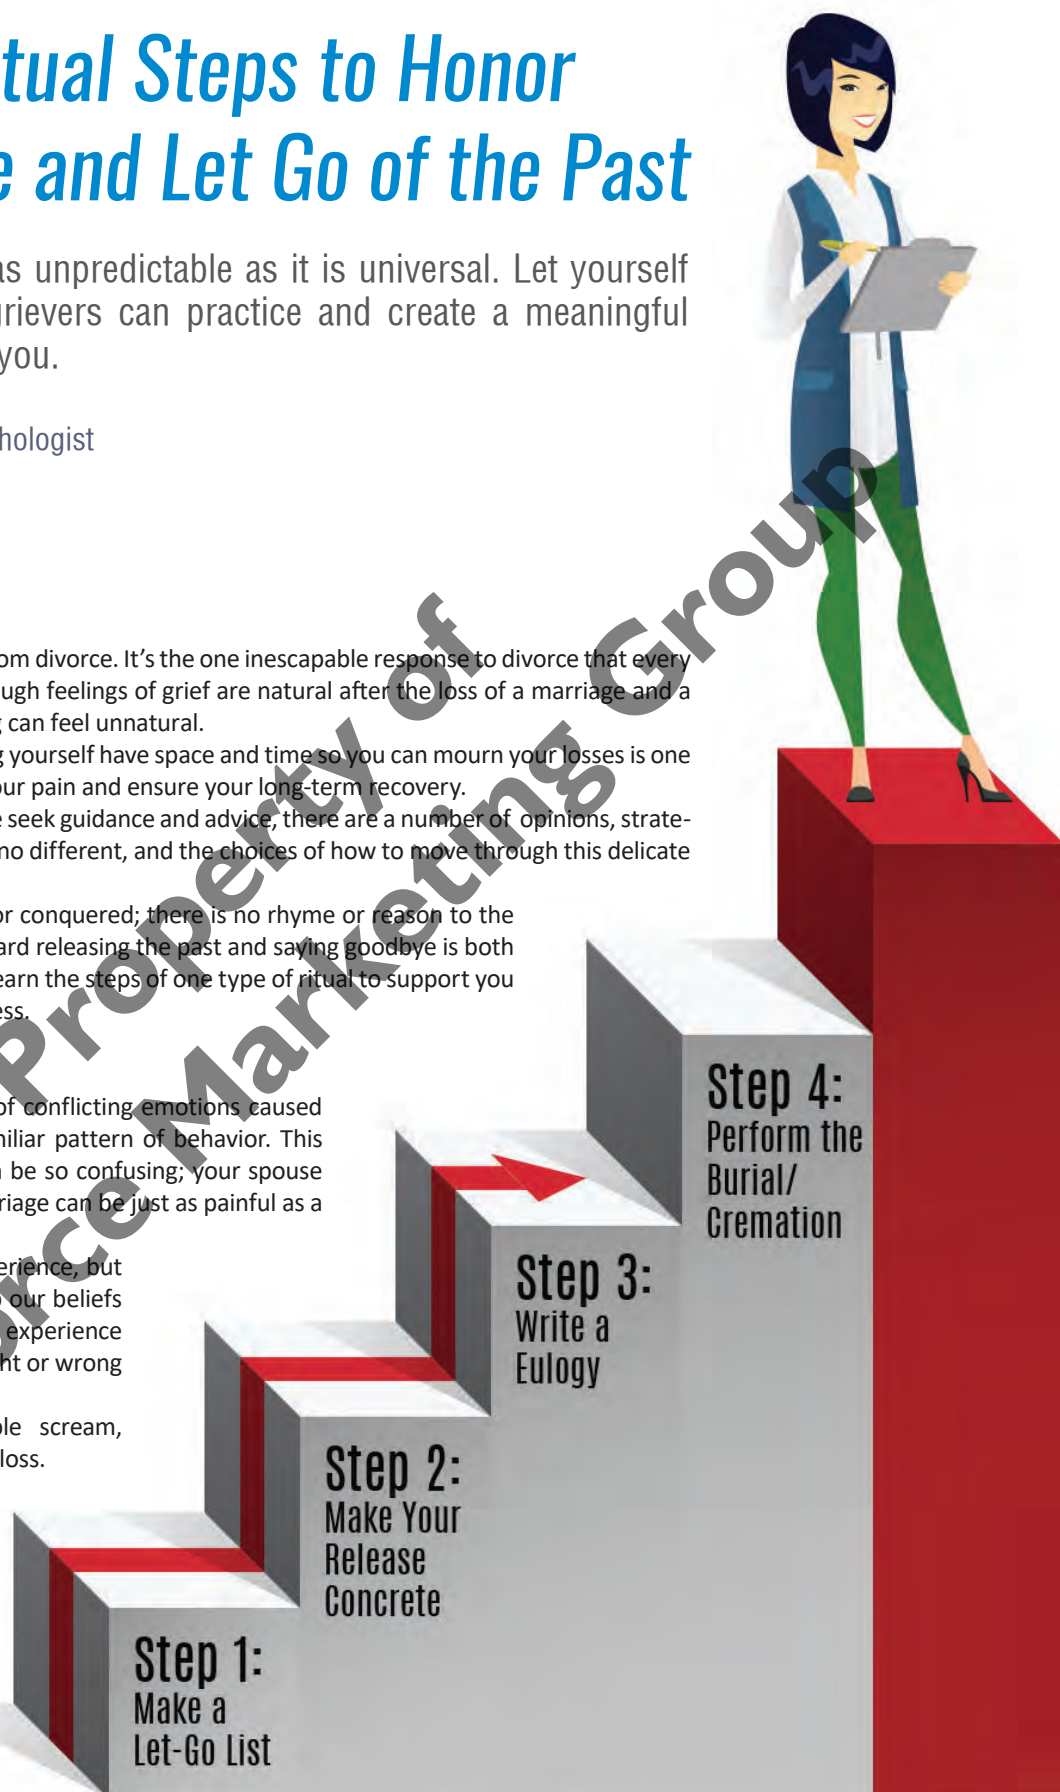 tual Steps to Honor
e and Let Go of the Past
as unpredictable as it is universal. Let yourself
grievers can practice and create a meaningful
you.
hologist
om divorce. It’s the one inescapable response to divorce that every
ough feelings of grief are natural after the loss of a marriage and a
g can feel unnatural.
g yourself have space and time so you can mourn your losses is one
our pain and ensure your long-term recovery.
e seek guidance and advice, there are a number of opinions, strate-
no different, and the choices of how to move through this delicate
or conquered; there is no rhyme or reason to the
ard releasing the past and saying goodbye is both
earn the steps of one type of ritual to support you
ess.
of conflicting emotions caused
miliar pattern of behavior. This
n be so confusing; your spouse
rriage can be just as painful as a
erience, but
o our beliefs
experience
ht or wrong
ple scream,
loss.
Step 1:
Make a
Let-Go List
Step 2:
Make Your
Release
Concrete
Step 3:
Write a
Eulogy
Step 4:
Perform the
Burial/
Cremation
Property of
orce Marketing Group